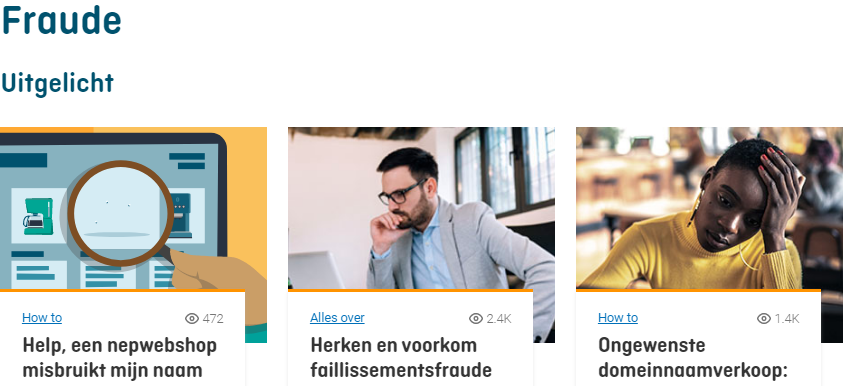 Fraude
Uitgelicht
How to
472
Help, een nepwebshop
misbruikt mijn naam
Alles over
2.4K
Herken en voorkom
faillissementsfraude
How to
1.4K
Ongewenste
domeinnaamverkoop: